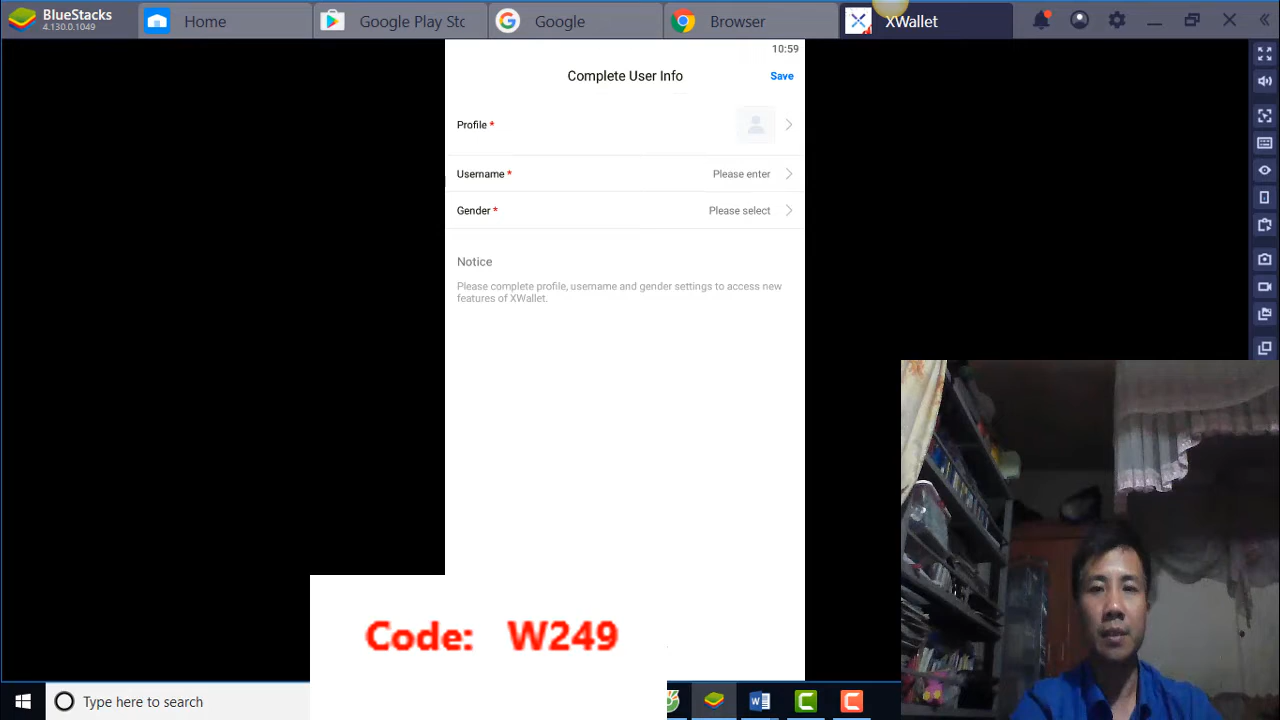 BlueStacks
4.130.0.1049
Home
Google Play Stc
Google
Browser
XWallet
10:59
Complete User Info
Save
Profile *
Username *
Please enter
Gender *
Please select
Notice
Please complete profile, username and gender settings to access new
features of XWallet.
Code: W249
Type here to search